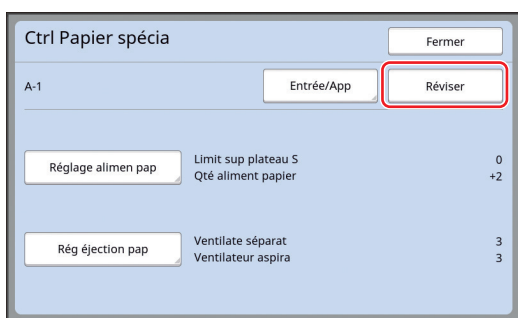 Ctrl Papier spécia
Fermer
A-1
Entrée/App
Réviser
Réglage alimen pap
Limit sup plateau S 0
Qté aliment papier +2
Rég éjection pap
Ventilate séparat 3
Ventilateur aspira 3